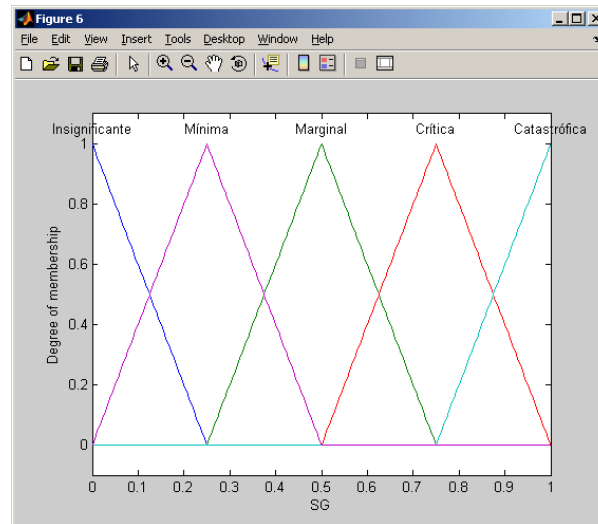 Figure 6
File Edit View Insert Tools Desktop Window Help
Insignificante Mínima Marginal Crítica Catastrófica
1
0.8
0.6
0.4
0.2
0
Degree of membership
0 0.1 0.2 0.3 0.4 0.5 0.6 0.7 0.8 0.9 1
SG